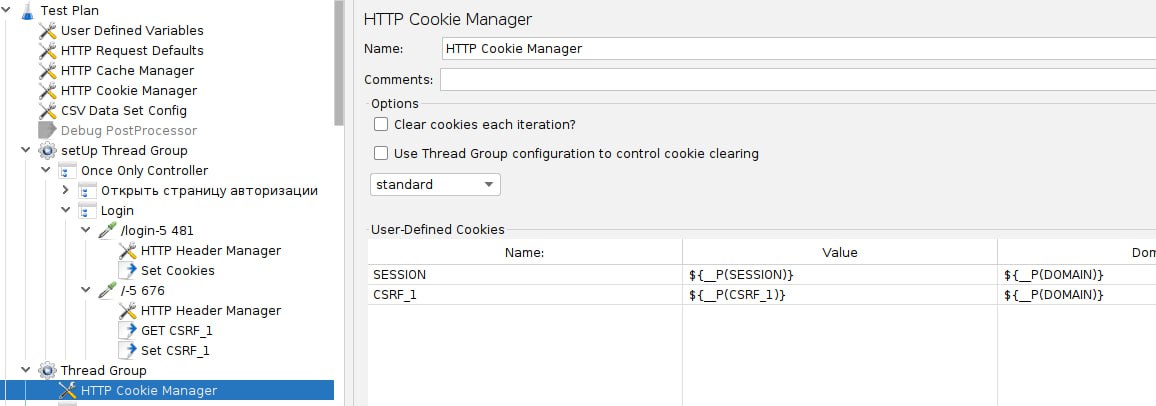 Test Plan
User Defined Variables
HTTP Request Defaults
HTTP Cache Manager
HTTP Cookie Manager
CSV Data Set Config
Debug PostProcessor
setUp Thread Group
Once Only Controller
Открыть страницу авторизации
Login
/login-5 481
HTTP Header Manager
Set Cookies
/-5 676
HTTP Header Manager
GET CSRF_1
Set CSRF_1
Thread Group
HTTP Cookie Manager
HTTP Cookie Manager
Name: HTTP Cookie Manager
Comments:
Options
Clear cookies each iteration?
Use Thread Group configuration to control cookie clearing
standard
User-Defined Cookies
Name: Value Dom
SESSION ${__P(SESSION)} ${__P(DOMAIN)}
CSRF_1 ${__P(CSRF_1)} ${__P(DOMAIN)}